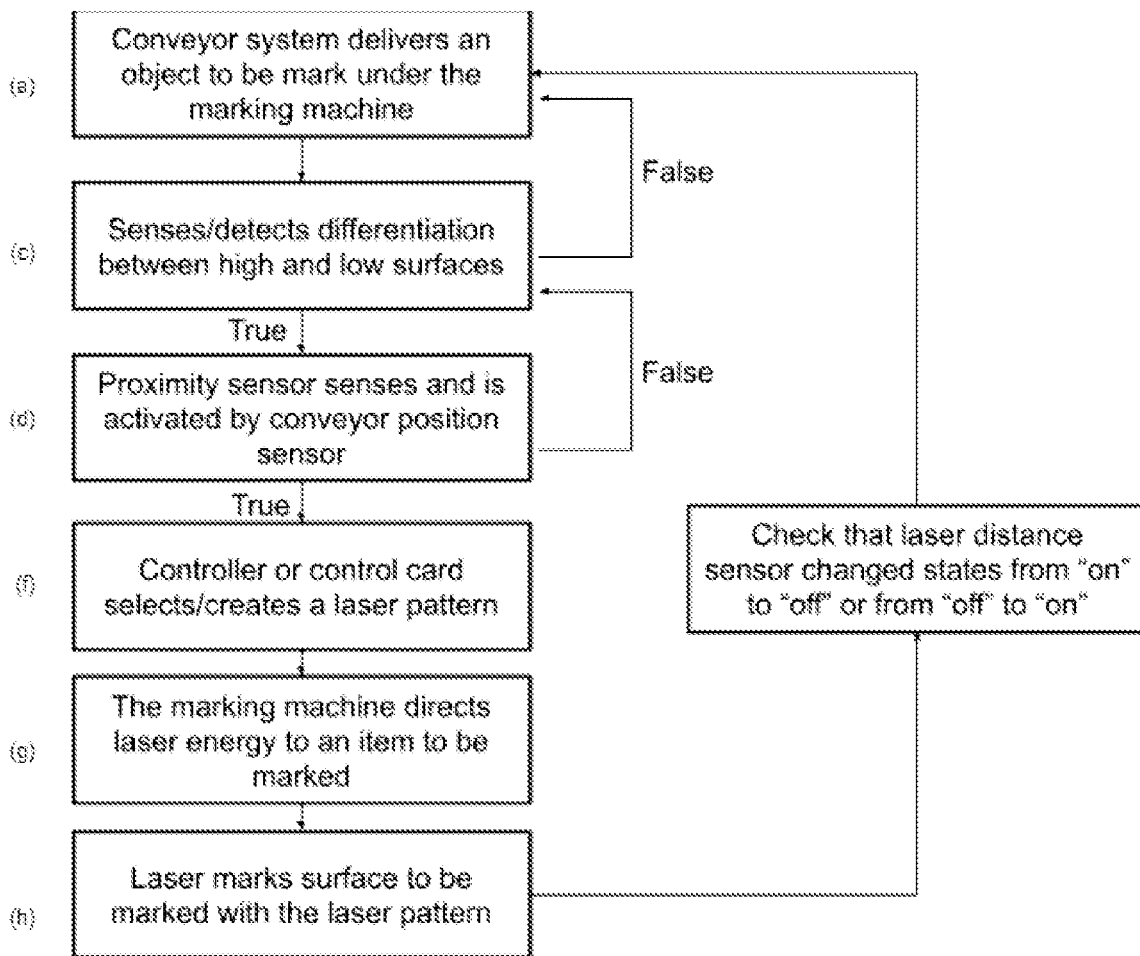 (a)
Conveyor system delivers an
object to be mark under the
marking machine
False
(c)
Senses/detects differentiation
between high and low surfaces
True
False
(d)
Proximity sensor senses and is
activated by conveyor position
sensor
True
(f)
Controller or control card
selects/creates a laser pattern
Check that laser distance
sensor changed states from “on”
to “off” or from “off” to “on”
(g)
The marking machine directs
laser energy to an item to be
marked
(h)
Laser marks surface to be
marked with the laser pattern